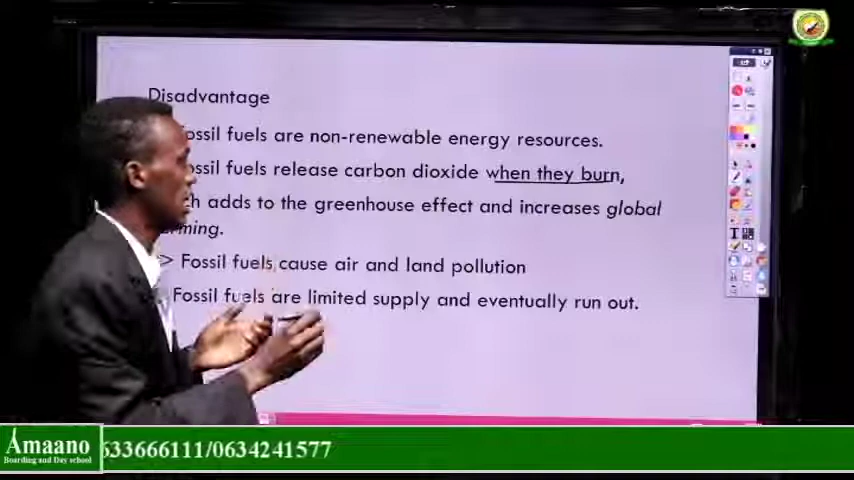 Disadvantage
ossil fuels are non-renewable energy resources.
ossil fuels release carbon dioxide when they burn,
ch adds to the greenhouse effect and increases global
rming.
> Fossil fuels cause air and land pollution
Fossil fuels are limited supply and eventually run out.
Amaano
Boarding and Day school
633666111/0634241577